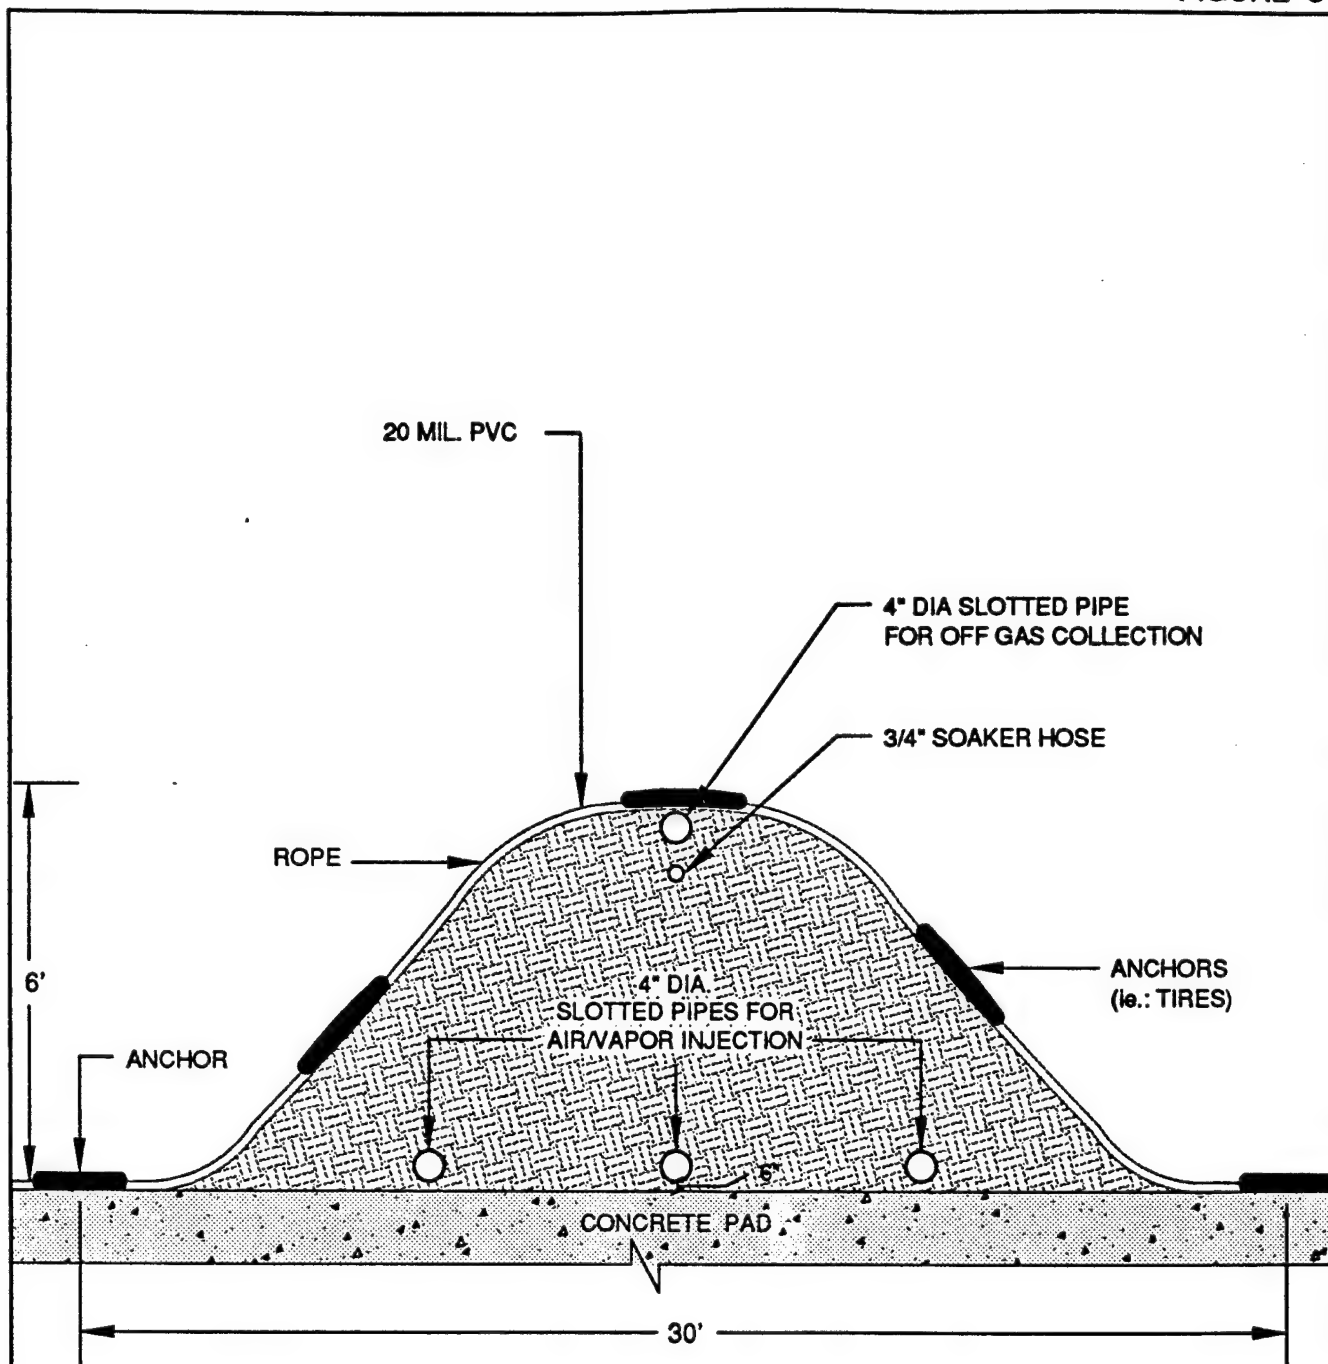 20 MIL. PVC
4" DIA SLOTTED PIPE
FOR OFF GAS COLLECTION
3/4" SOAKER HOSE
ROPE
6'
4" DIA.
SLOTTED PIPES FOR
AIR/VAPOR INJECTION
ANCHORS
(ie.: TIRES)
ANCHOR
6"
CONCRETE PAD
30'